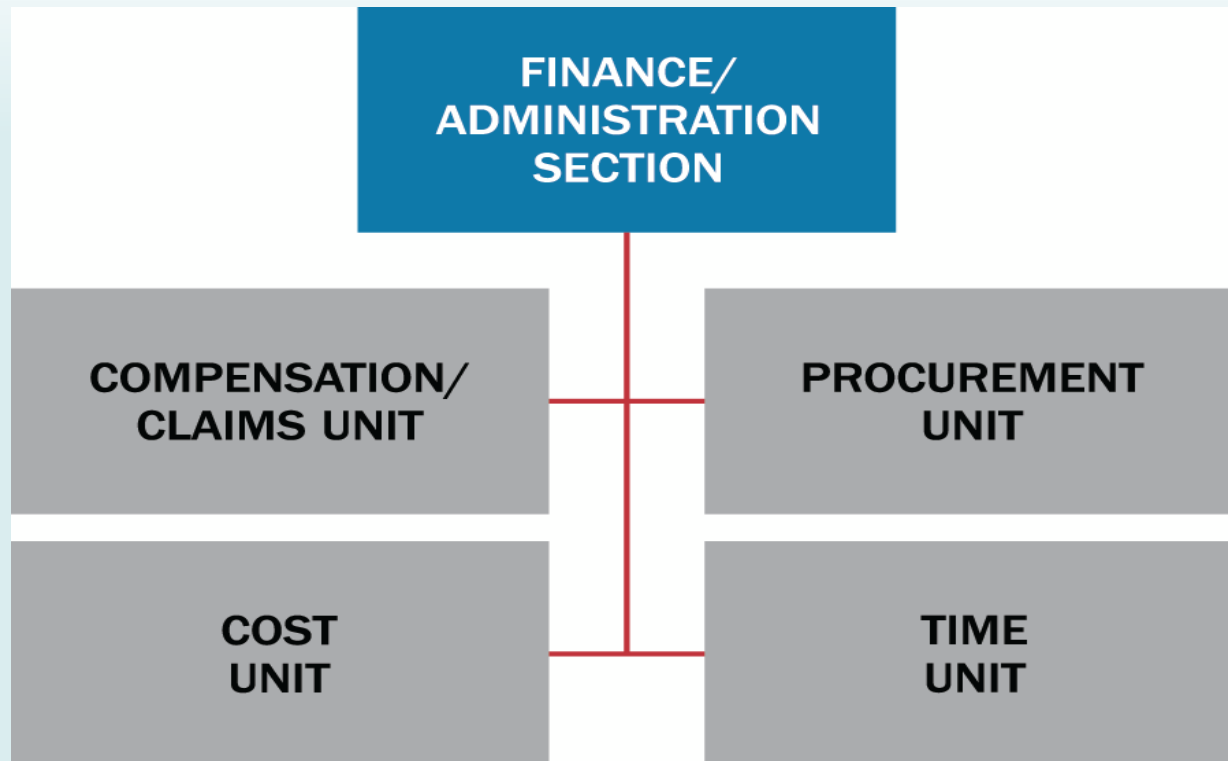 FINANCE/
ADMINISTRATION
SECTION
COMPENSATION/
CLAIMS UNIT
PROCUREMENT
UNIT
COST
UNIT
TIME
UNIT